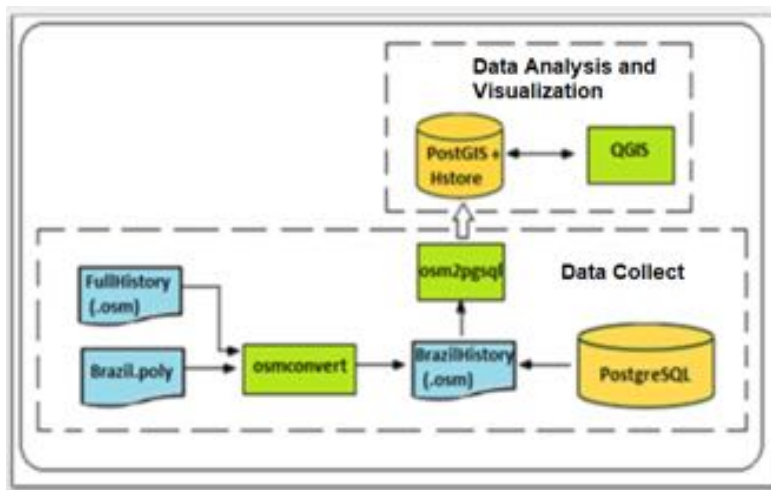 Data Analysis and
Visualization
PostGIS +
Hstore
QGIS
osm2pgsql
Data Collect
FullHistory
(.osm)
Brazil.poly
osmconvert
BrazilHistory
(.osm)
PostgreSQL